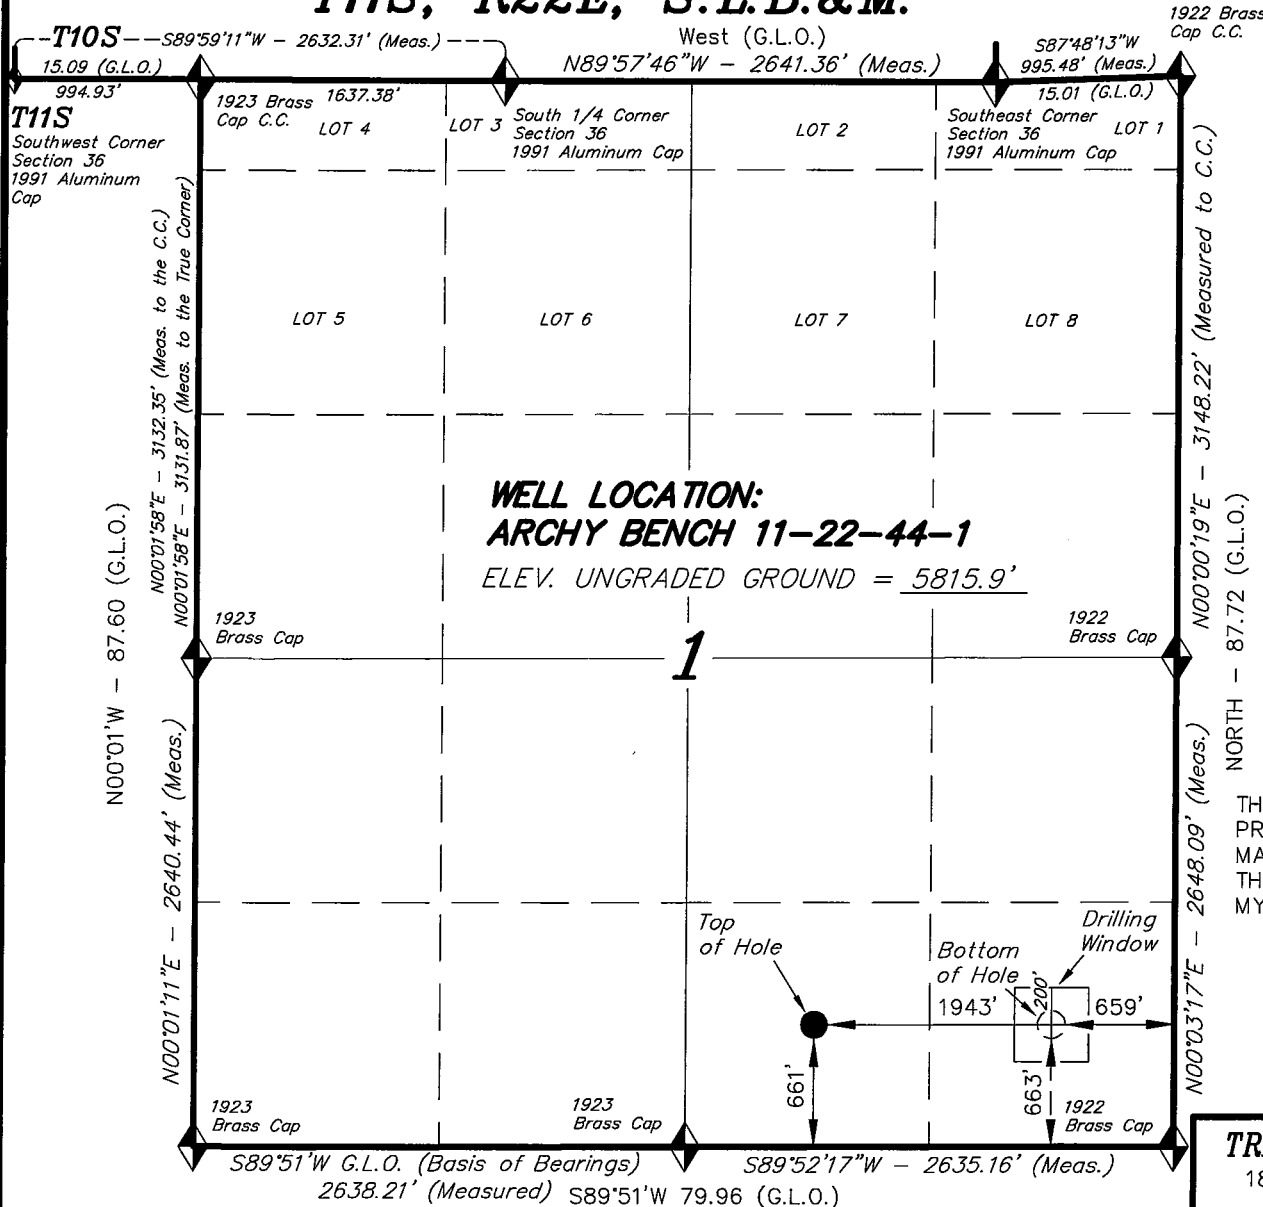 T11S, R22E, S.L.B.&M.
T10S
S89°59'11"W - 2632.31' (Meas.)
West (G.L.O.)
N89°57'46"W - 2641.36' (Meas.)
S87°48'13"W
995.48' (Meas.)
1922 Brass
Cap C.C.
15.09 (G.L.O.)
994.93'
15.01 (G.L.O.)
T11S
Southwest Corner
Section 36
1991 Aluminum
Cap
1923 Brass
Cap C.C.
1637.38'
LOT 4
LOT 3
South 1/4 Corner
Section 36
1991 Aluminum Cap
LOT 2
Southeast Corner
Section 36
1991 Aluminum Cap
LOT 1
N00°01'58"E - 3132.35' (Meas. to the C.C.)
N00°01'58"E - 3131.87' (Meas. to the True Corner)
LOT 5
LOT 6
LOT 7
LOT 8
N00°00'19"E - 3148.22' (Measured to C.C.)
WELL LOCATION:
ARCHY BENCH 11-22-44-1
ELEV. UNGRADED GROUND = 5815.9'
N00°01'W - 87.60 (G.L.O.)
NORTH - 87.72 (G.L.O.)
1923
Brass Cap
1922
Brass Cap
1
N00°01'11"E - 2640.44' (Meas.)
N00°03'17"E - 2648.09' (Meas.)
TH
PR
MA
TH
MY
Top
of Hole
Bottom
of Hole
Drilling
Window
200'
1943'
659'
661'
663'
1923
Brass Cap
1923
Brass Cap
1922
Brass Cap
S89°51'W G.L.O. (Basis of Bearings)
2638.21' (Measured)
S89°52'17"W - 2635.16' (Meas.)
S89°51'W 79.96 (G.L.O.)
TR
18